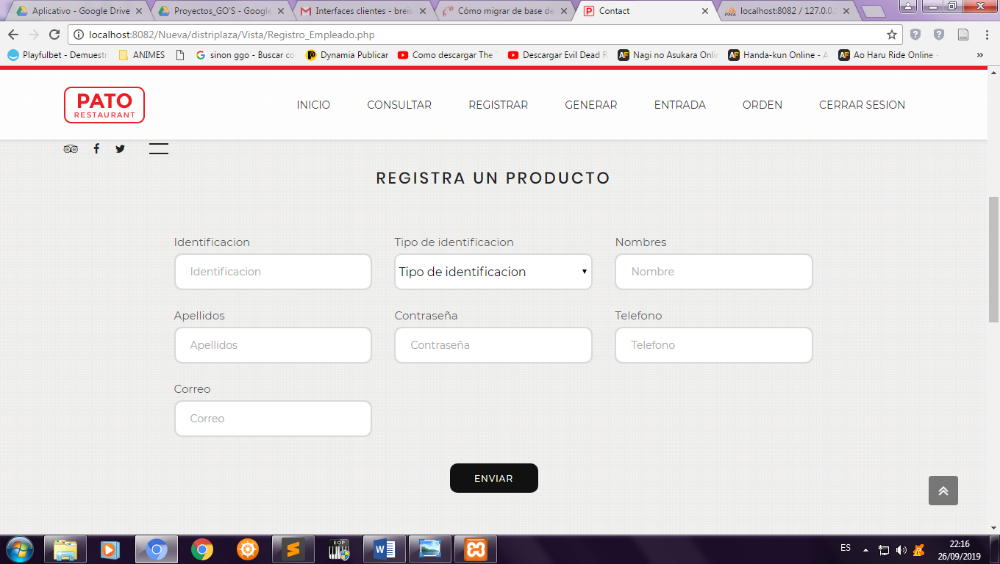 Aplicativo - Google Drive
Proyectos_GO'S - Google
Interfaces clientes - breis
Cómo migrar de base de
Contact
localhost:8082 / 127.0.0.
localhost:8082/Nueva/distriplaza/Vista/Registro_Empleado.php
Playfulbet - Demuestr
ANIMES
sinon ggo - Buscar co
Dynamia Publicar
Como descargar The
Descargar Evil Dead R
Nagi no Asukara Onli
Handa-kun Online - A
Ao Haru Ride Online -
PATO
RESTAURANT
INICIO
CONSULTAR
REGISTRAR
GENERAR
ENTRADA
ORDEN
CERRAR SESION
REGISTRA UN PRODUCTO
Identificacion
Tipo de identificacion
Nombres
Identificacion
Tipo de identificacion
Nombre
Apellidos
Contraseña
Telefono
Apellidos
Contraseña
Telefono
Correo
Correo
ENVIAR
EOP
ES
22:16
26/09/2019